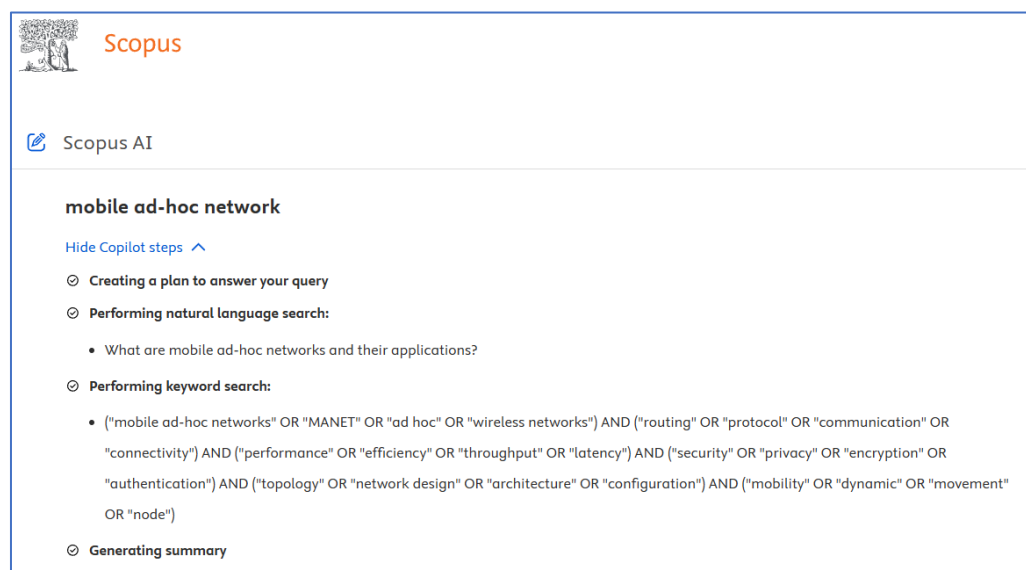 Scopus
Scopus AI
mobile ad-hoc network
Hide Copilot steps
Creating a plan to answer your query
Performing natural language search:
• What are mobile ad-hoc networks and their applications?
Performing keyword search:
• ("mobile ad-hoc networks" OR "MANET" OR "ad hoc" OR "wireless networks") AND ("routing" OR "protocol" OR "communication" OR
"connectivity") AND ("performance" OR "efficiency" OR "throughput" OR "latency") AND ("security" OR "privacy" OR "encryption" OR
"authentication") AND ("topology" OR "network design" OR "architecture" OR "configuration") AND ("mobility" OR "dynamic" OR "movement"
OR "node")
Generating summary